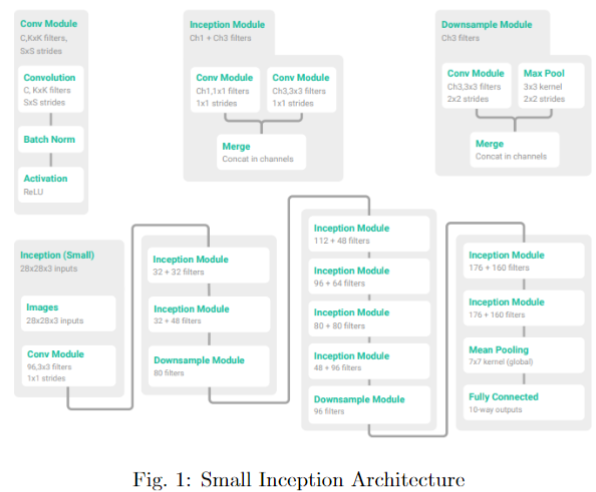 Conv Module
C,KxK filters,
SxS strides
Convolution
C, KxK filters
SxS strides
Batch Norm
Activation
ReLU
Inception Module
Ch1 + Ch3 filters
Conv Module
Ch1,1x1 filters
1x1 strides
Conv Module
Ch3,3x3 filters
1x1 strides
Merge
Concat in channels
Downsample Module
Ch3 filters
Conv Module
Ch3,3x3 filters
2x2 strides
Max Pool
3x3 kernel
2x2 strides
Merge
Concat in channels
Inception (Small)
28x28x3 inputs
Images
28x28x3 inputs
Conv Module
96,3x3 filters
1x1 strides
Inception Module
32 + 32 filters
Inception Module
32 + 48 filters
Downsample Module
80 filters
Inception Module
112 + 48 filters
Inception Module
96 + 64 filters
Inception Module
80 + 80 filters
Inception Module
48 + 96 filters
Downsample Module
96 filters
Inception Module
176 + 160 filters
Inception Module
176 + 160 filters
Mean Pooling
7x7 kernel (global)
Fully Connected
10-way outputs
Fig. 1: Small Inception Architecture